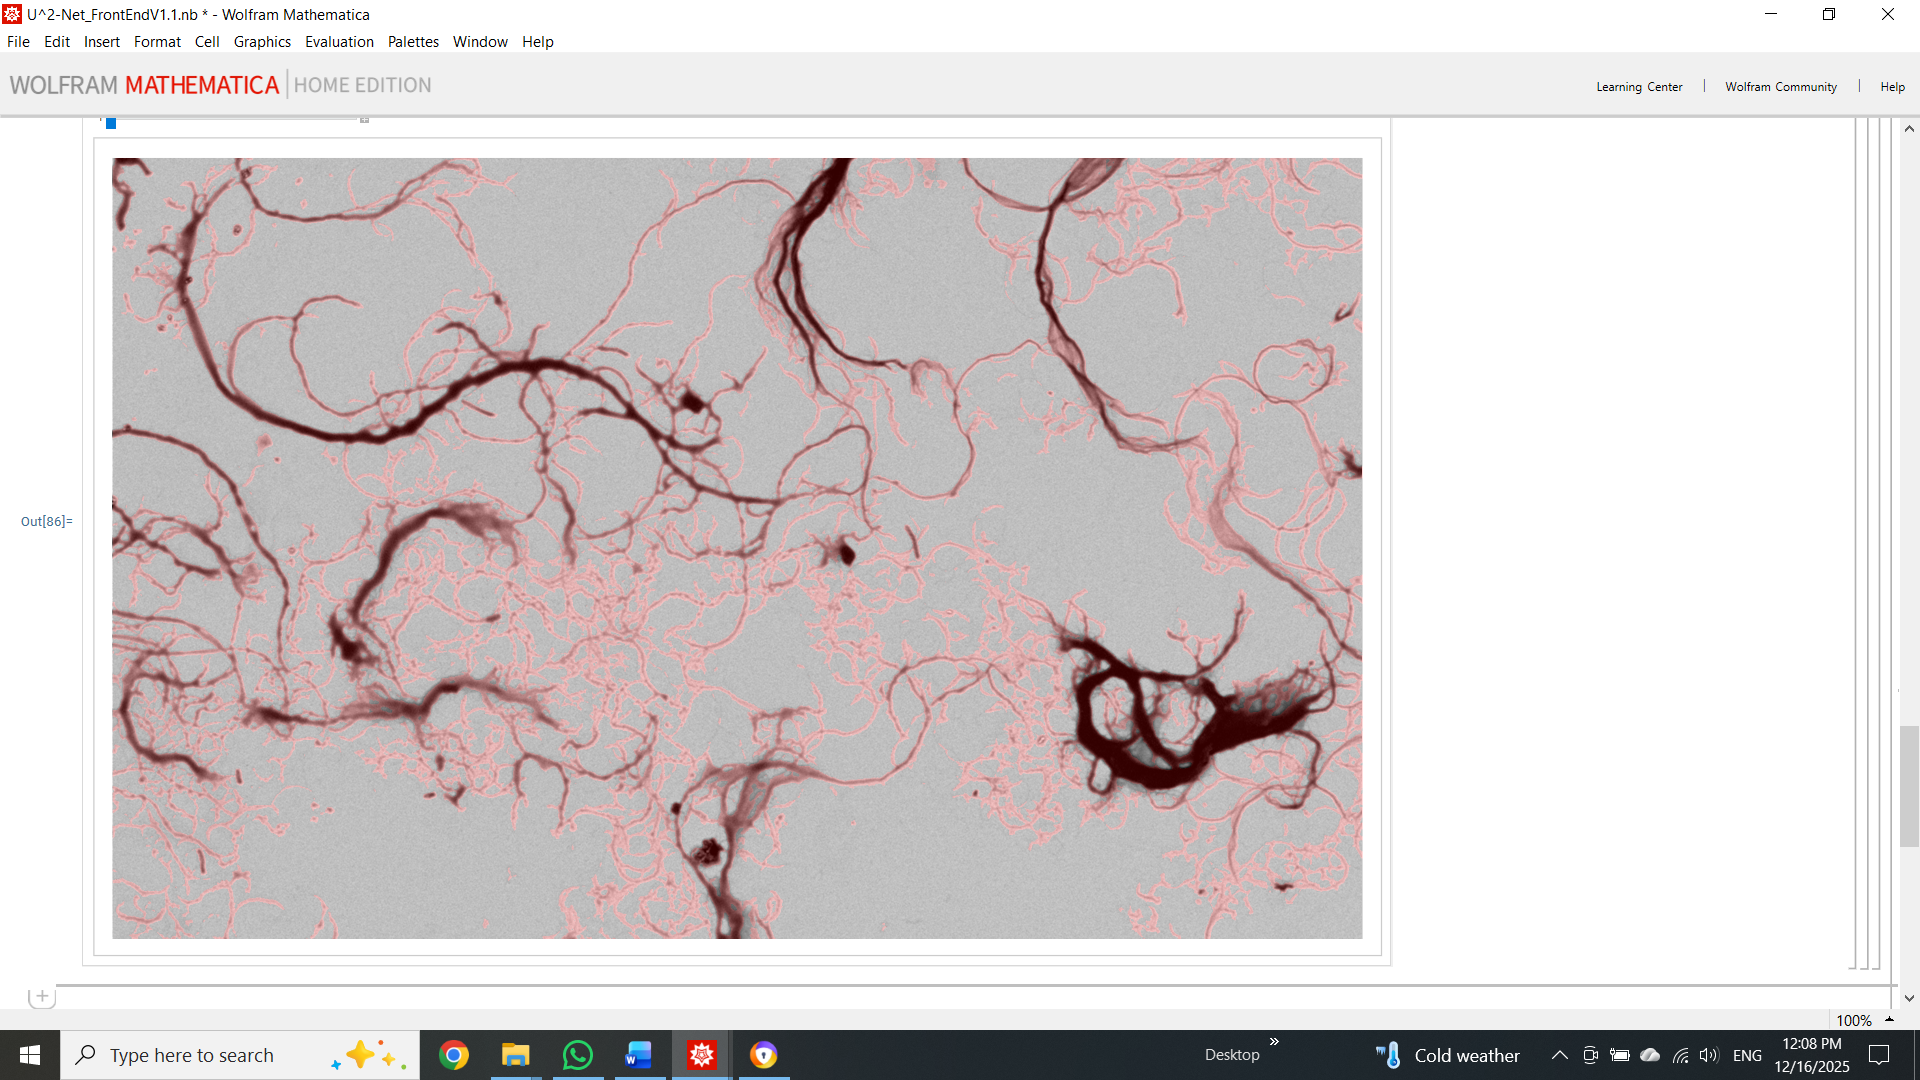 U^2-Net_FrontEndV1.1.nb * - Wolfram Mathematica
File Edit Insert Format Cell Graphics Evaluation Palettes Window Help
WOLFRAM MATHEMATICA HOME EDITION
Learning Center | Wolfram Community | Help
Out[86]=
100%
Type here to search
Desktop
Cold weather
ENG
12:08 PM
12/16/2025